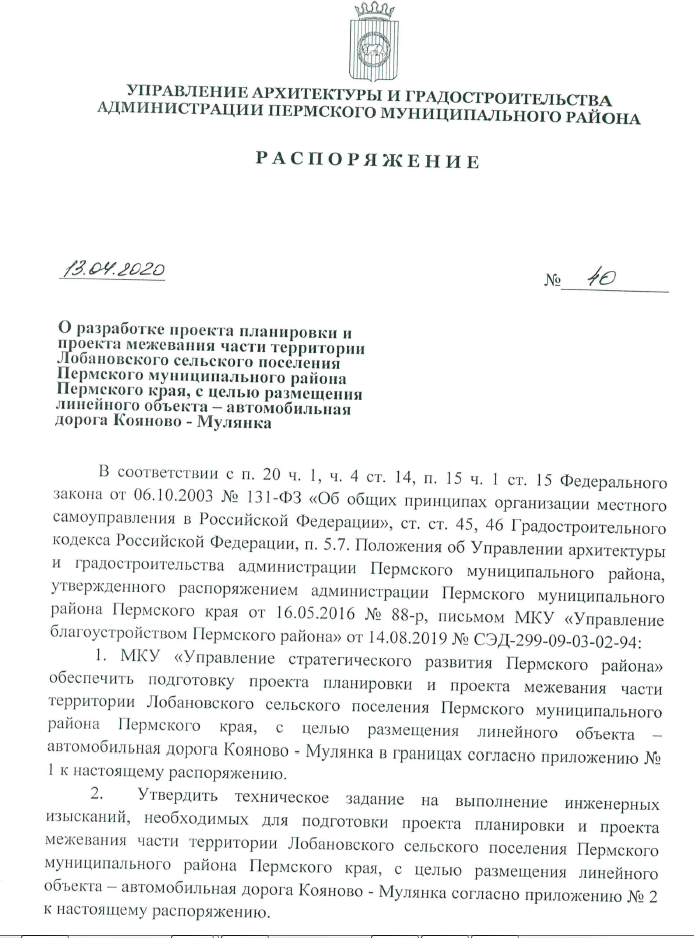 УПРАВЛЕНИЕ АРХИТЕКТУРЫ И ГРАДОСТРОИТЕЛЬСТВА
АДМИНИСТРАЦИИ ПЕРМСКОГО МУНИЦИПАЛЬНОГО РАЙОНА
РАСПОРЯЖЕНИЕ
13.04.2020
№ 40
О разработке проекта планировки и
проекта межевания части территории
Лобановского сельского поселения
Пермского муниципального района
Пермского края, с целью размещения
линейного объекта – автомобильная
дорога Кояново - Мулянка
В соответствии с п. 20 ч. 1, ч. 4 ст. 14, п. 15 ч. 1 ст. 15 Федерального
закона от 06.10.2003 № 131-ФЗ «Об общих принципах организации местного
самоуправления в Российской Федерации», ст. ст. 45, 46 Градостроительного
кодекса Российской Федерации, п. 5.7. Положения об Управлении архитектуры
и градостроительства администрации Пермского муниципального района,
утвержденного распоряжением администрации Пермского муниципального
района Пермского края от 16.05.2016 № 88-р, письмом МКУ «Управление
благоустройством Пермского района» от 14.08.2019 № СЭД-299-09-03-02-94:
1. МКУ «Управление стратегического развития Пермского района»
обеспечить подготовку проекта планировки и проекта межевания части
территории Лобановского сельского поселения Пермского муниципального
района Пермского края, с целью размещения линейного объекта –
автомобильная дорога Кояново - Мулянка в границах согласно приложению №
1 к настоящему распоряжению.
2. Утвердить техническое задание на выполнение инженерных
изысканий, необходимых для подготовки проекта планировки и проекта
межевания части территории Лобановского сельского поселения Пермского
муниципального района Пермского края, с целью размещения линейного
объекта – автомобильная дорога Кояново - Мулянка согласно приложению № 2
к настоящему распоряжению.